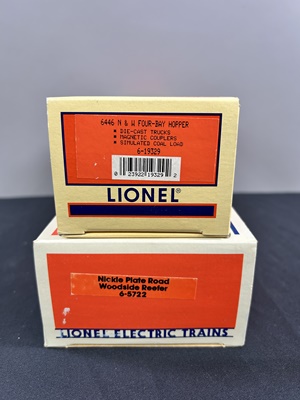 6446 N & W FOUR-BAY HOPPER
* DIE-CAST TRUCKS
* MAGNETIC COUPLERS
* SIMULATED COAL LOAD
6-19329
0 23922 19329 2
LIONEL®
Nickle Plate Road
Woodside Reefer
6-5722
LIONEL ELECTRIC TRAINS